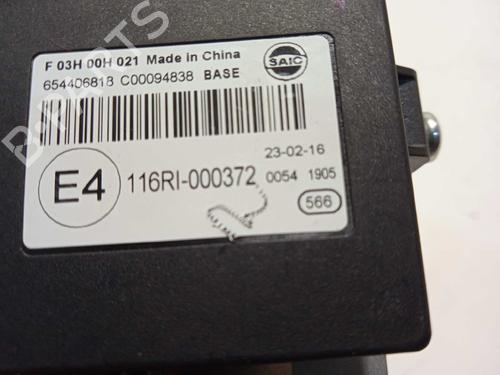 F 03H 00H 021 Made in China
654406818 C00094838 BASE
SAIC
23-02-16
E4 116RI-000372 0054 1905
566
B-PARTS